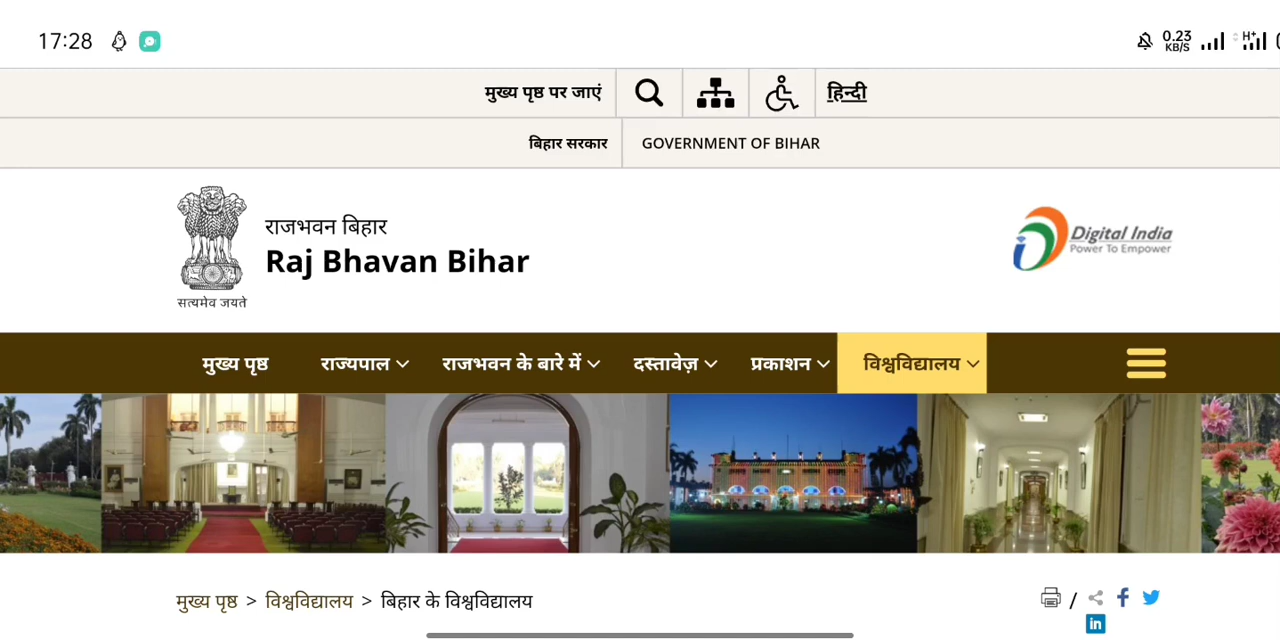 17:28
0.23
KB/S
H+
मुख्य पृष्ठ पर जाएं
हिन्दी
बिहार सरकार
GOVERNMENT OF BIHAR
राजभवन बिहार
Raj Bhavan Bihar
सत्यमेव जयते
Digital India
Power To Empower
मुख्य पृष्ठ राज्यपाल राजभवन के बारे में दस्तावेज़ प्रकाशन विश्वविद्यालय
मुख्य पृष्ठ > विश्वविद्यालय > बिहार के विश्वविद्यालय
/
f
in